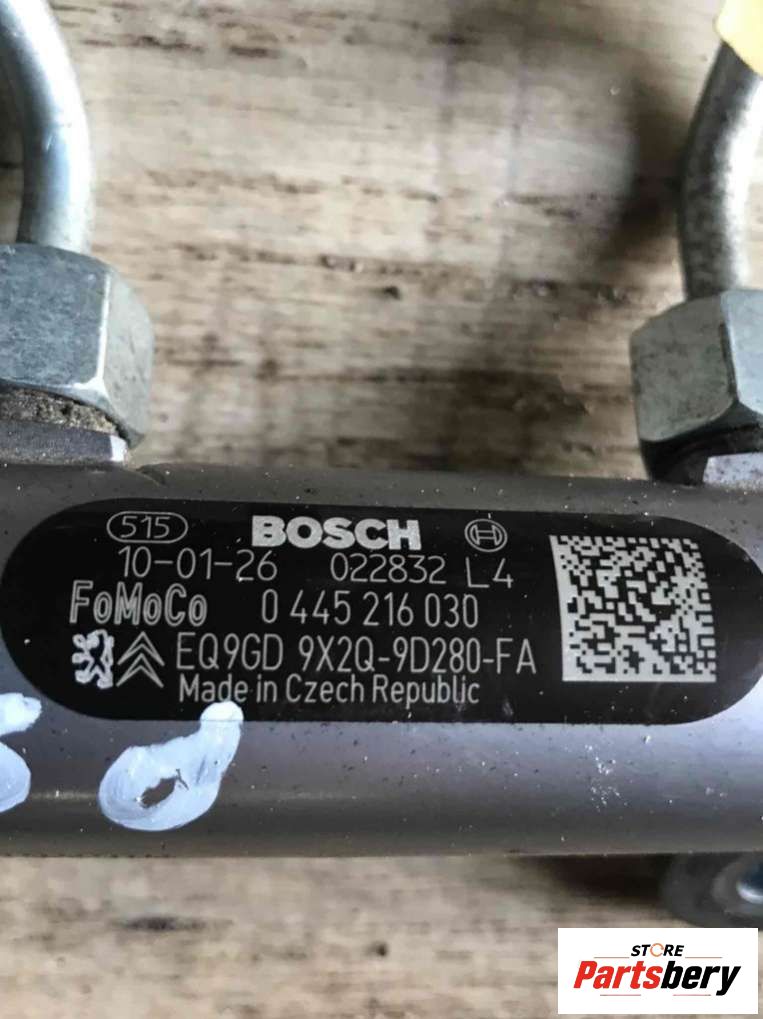 515 BOSCH
10-01-26 022832 L4
FoMoCo 0 445 216 030
EQ9GD 9X2Q-9D280-FA
Made in Czech Republic
50
STORE
Partsbery